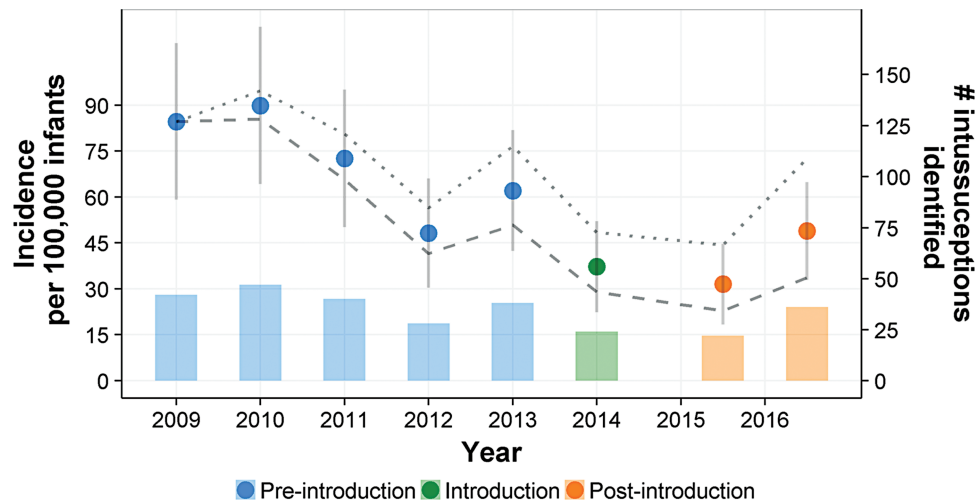 Incidence
per 100,000 infants
90
75
60
45
30
15
0
150
125
100
75
50
25
0
# intussuceptions
identified
2009 2010 2011 2012 2013 2014 2015 2016
Year
Pre-introduction Introduction Post-introduction